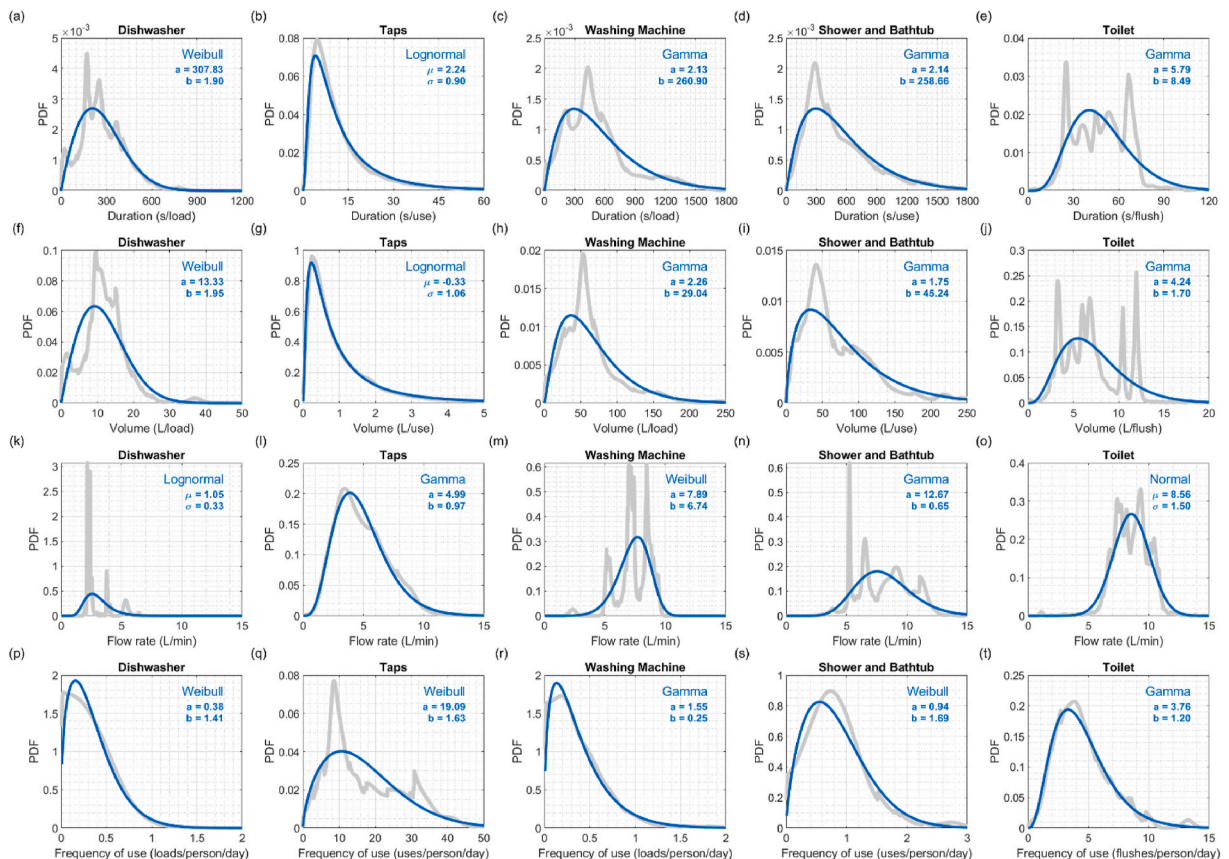 (a) Dishwasher
×10⁻³
Weibull
a = 307.83
b = 1.90
PDF
5
4
3
2
1
0
0 300 600 900 1200
Duration (s/load)
(b) Taps
Lognormal
μ = 2.24
σ = 0.90
PDF
0.08
0.06
0.04
0.02
0
0 15 30 45 60
Duration (s/use)
(c) Washing Machine
×10⁻³
Gamma
a = 2.13
b = 260.90
PDF
2.5
2
1.5
1
0.5
0
0 300 600 900 1200 1500 1800
Duration (s/load)
(d) Shower and Bathtub
×10⁻³
Gamma
a = 2.14
b = 258.66
PDF
2.5
2
1.5
1
0.5
0
0 300 600 900 1200 1500 1800
Duration (s/use)
(e) Toilet
Gamma
a = 5.79
b = 8.49
PDF
0.04
0.03
0.02
0.01
0
0 30 60 90 120
Duration (s/flush)
(f) Dishwasher
Weibull
a = 13.33
b = 1.95
PDF
0.1
0.08
0.06
0.04
0.02
0
0 10 20 30 40 50
Volume (L/load)
(g) Taps
Lognormal
μ = -0.33
σ = 1.06
PDF
1
0.8
0.6
0.4
0.2
0
0 1 2 3 4 5
Volume (L/use)
(h) Washing Machine
Gamma
a = 2.26
b = 29.04
PDF
0.02
0.015
0.01
0.005
0
0 50 100 150 200 250
Volume (L/load)
(i) Shower and Bathtub
Gamma
a = 1.75
b = 45.24
PDF
0.015
0.01
0.005
0
0 50 100 150 200 250
Volume (L/use)
(j) Toilet
Gamma
a = 4.24
b = 1.70
PDF
0.3
0.25
0.2
0.15
0.1
0.05
0
0 5 10 15 20
Volume (L/flush)
(k) Dishwasher
Lognormal
μ = 1.05
σ = 0.33
PDF
3
2.5
2
1.5
1
0.5
0
0 5 10 15
Flow rate (L/min)
(l) Taps
Gamma
a = 4.99
b = 0.97
PDF
0.25
0.2
0.15
0.1
0.05
0
0 5 10 15
Flow rate (L/min)
(m) Washing Machine
Weibull
a = 7.89
b = 6.74
PDF
0.6
0.5
0.4
0.3
0.2
0.1
0
0 5 10 15
Flow rate (L/min)
(n) Shower and Bathtub
Gamma
a = 12.67
b = 0.65
PDF
0.6
0.5
0.4
0.3
0.2
0.1
0
0 5 10 15
Flow rate (L/min)
(o) Toilet
Normal
μ = 8.56
σ = 1.50
PDF
0.4
0.3
0.2
0.1
0
0 5 10 15
Flow rate (L/min)
(p) Dishwasher
Weibull
a = 0.38
b = 1.41
PDF
2
1.5
1
0.5
0
0 0.5 1 1.5 2
Frequency of use (loads/person/day)
(q) Taps
Weibull
a = 19.09
b = 1.63
PDF
0.08
0.06
0.04
0.02
0
0 10 20 30 40 50
Frequency of use (uses/person/day)
(r) Washing Machine
Gamma
a = 1.55
b = 0.25
PDF
2
1.5
1
0.5
0
0 0.5 1 1.5 2
Frequency of use (loads/person/day)
(s) Shower and Bathtub
Weibull
a = 0.94
b = 1.69
PDF
1
0.8
0.6
0.4
0.2
0
0 1 2 3
Frequency of use (uses/person/day)
(t) Toilet
Gamma
a = 3.76
b = 1.20
PDF
0.25
0.2
0.15
0.1
0.05
0
0 5 10 15
Frequency of use (flushes/person/day)